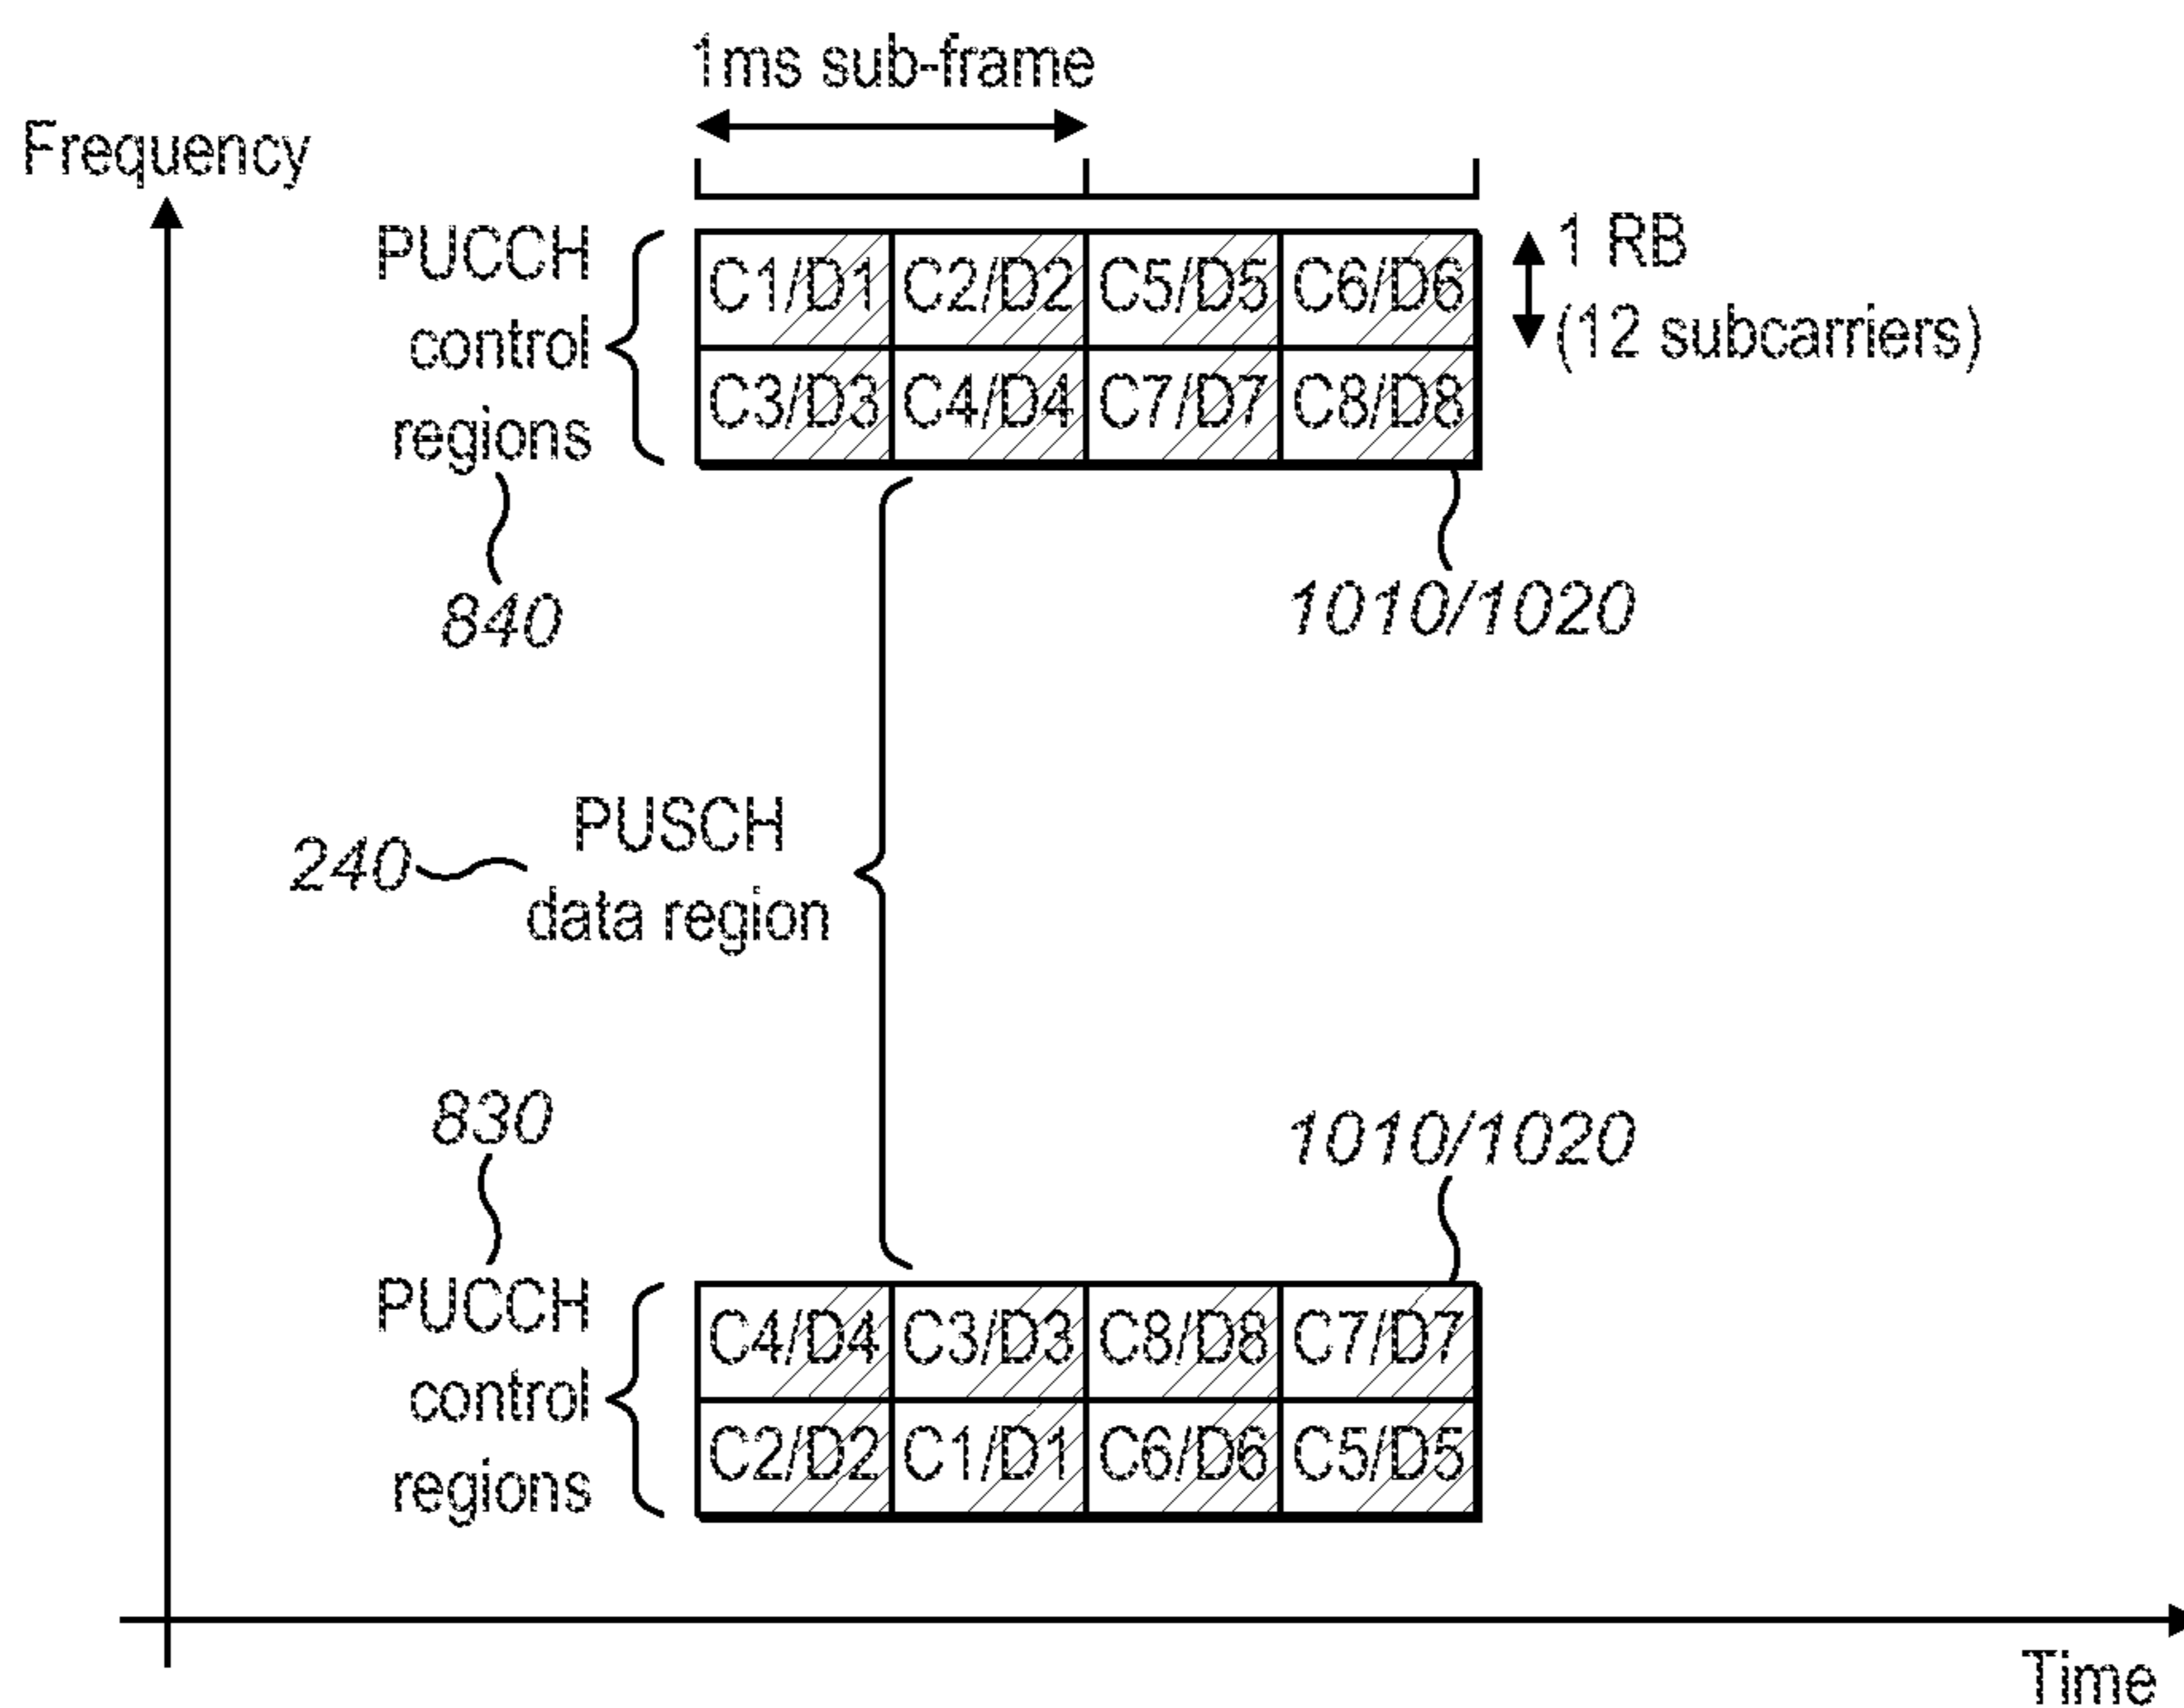 1ms sub-frame
Frequency
PUCCH
control
regions
C1/D1 C2/D2 C5/D5 C6/D6
C3/D3 C4/D4 C7/D7 C8/D8
1 RB
(12 subcarriers)
840
1010/1020
PUSCH
data region
240
830
1010/1020
PUCCH
control
regions
C4/D4 C3/D3 C8/D8 C7/D7
C2/D2 C1/D1 C6/D6 C5/D5
Time